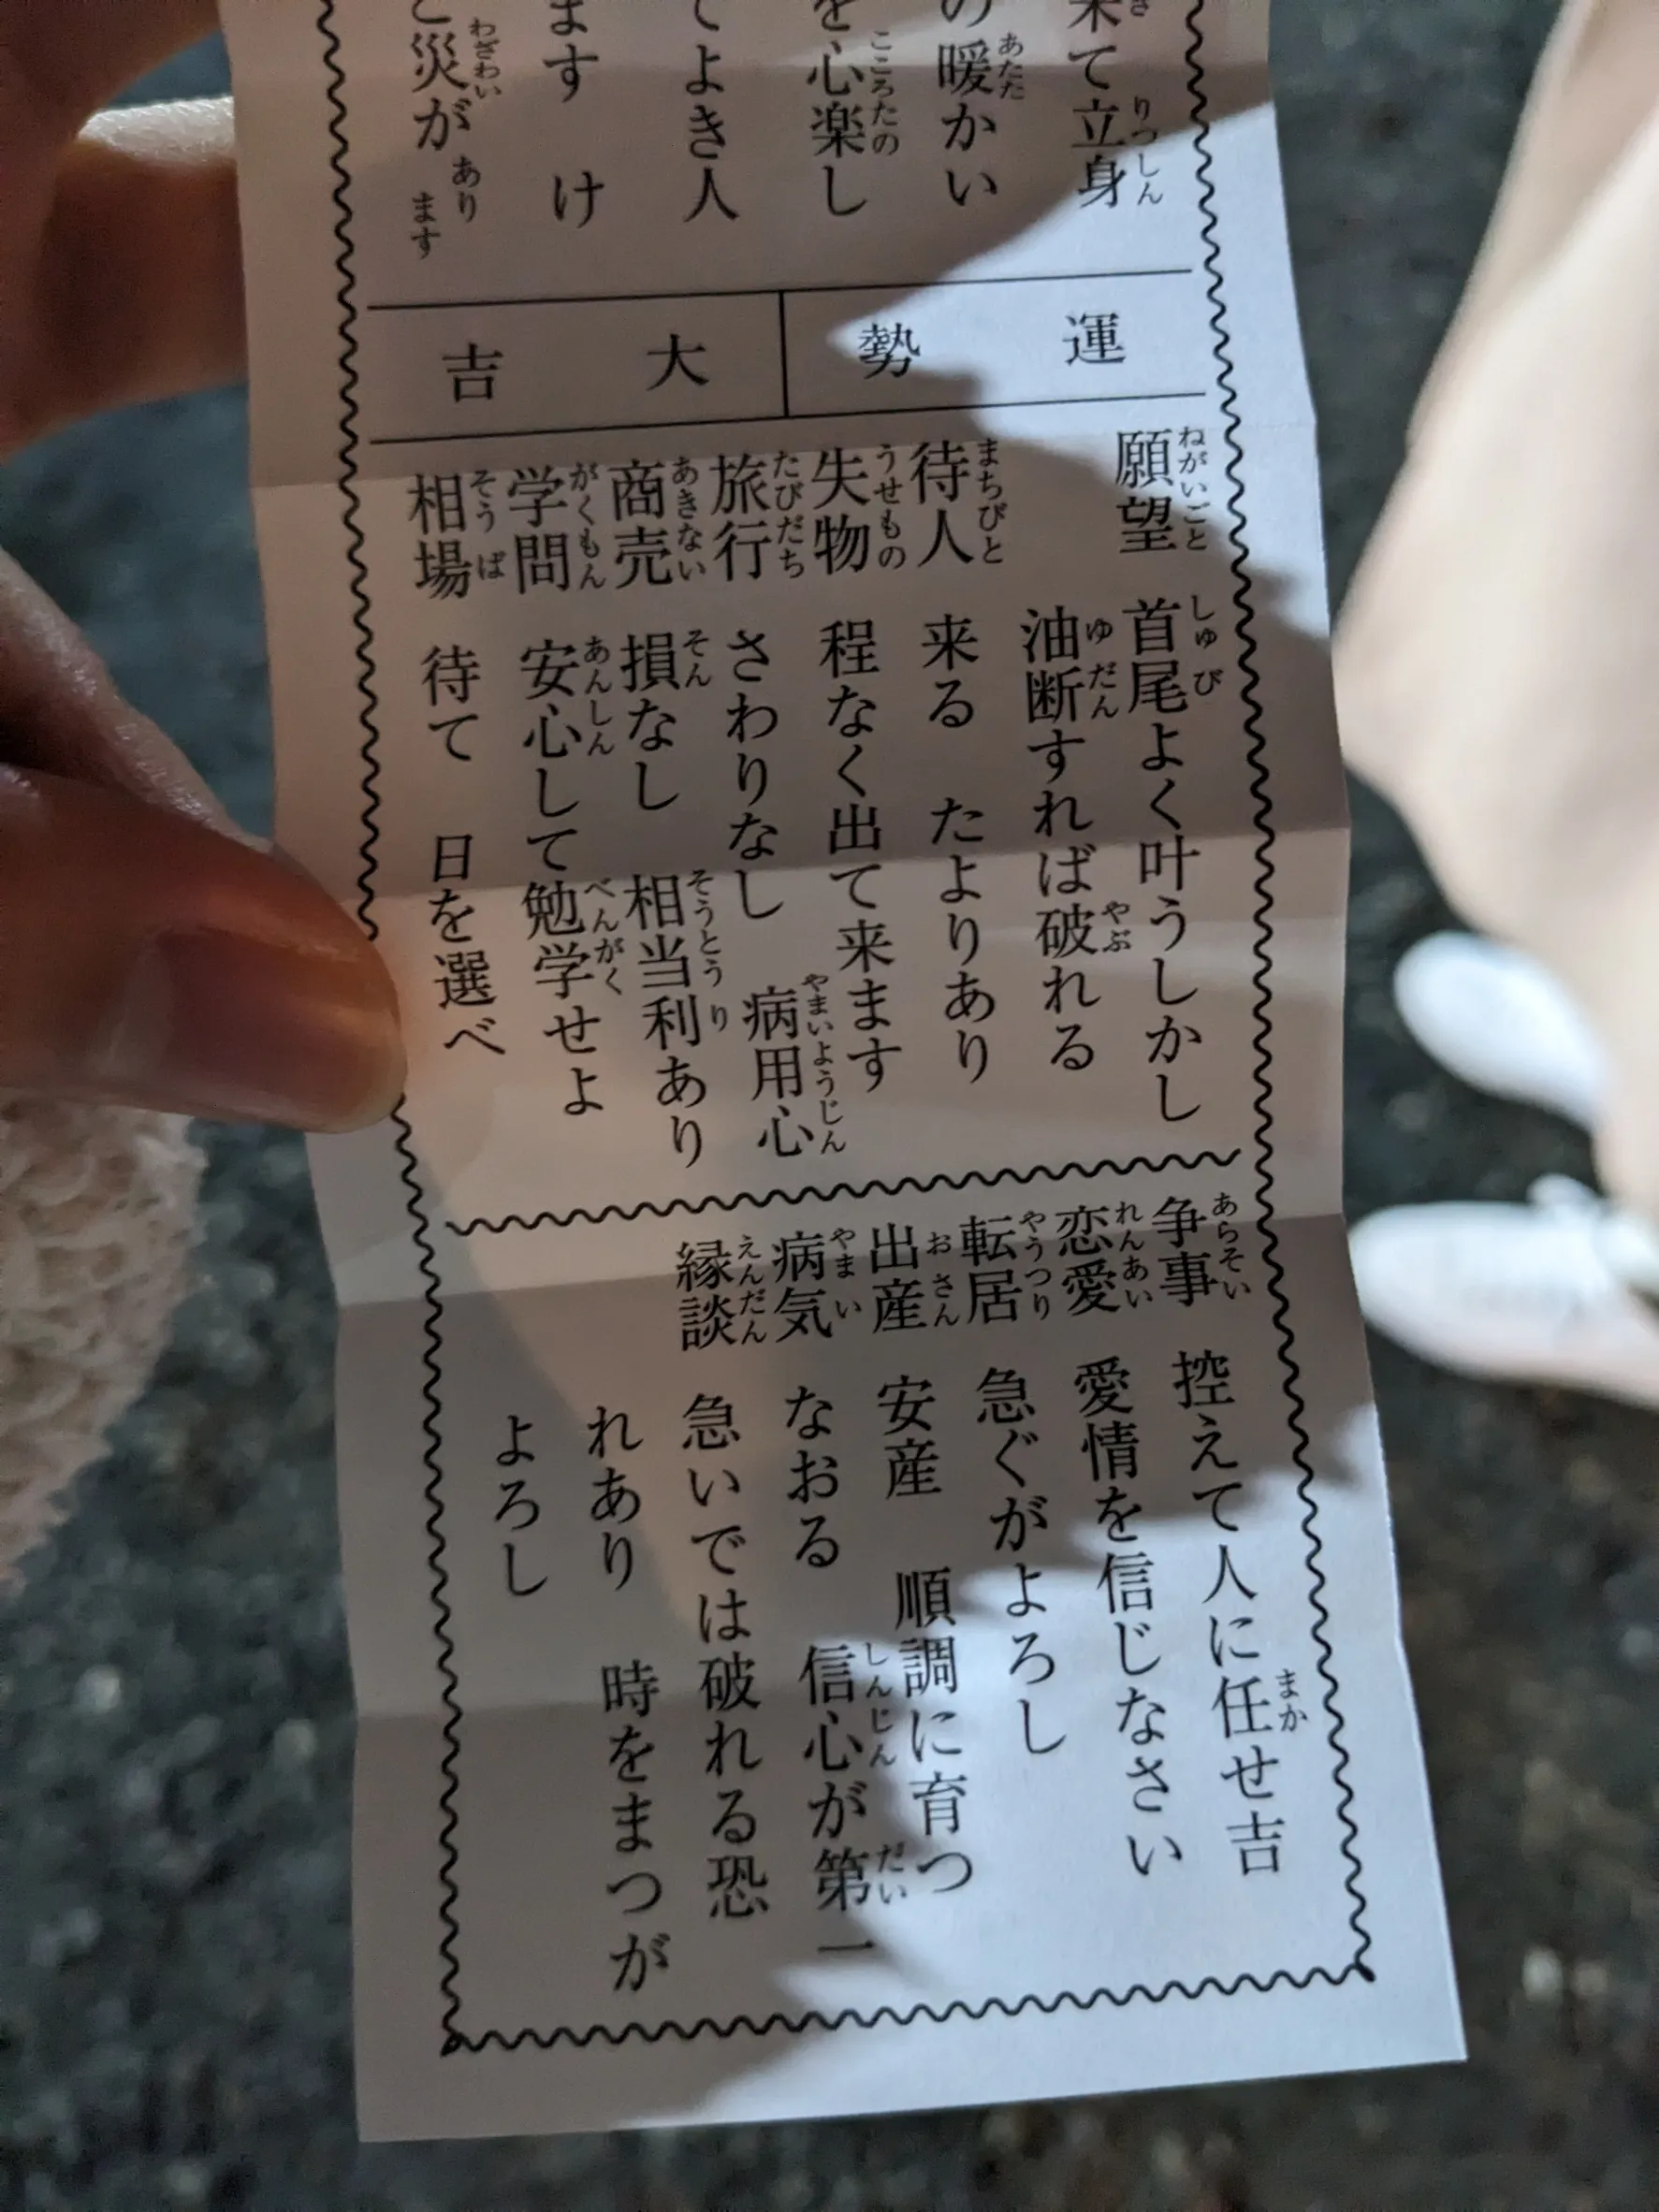 来て立身
の暖かい
を心楽し
てよき人
ます け
と災が あります
運勢 大吉
願望 首尾よく叶うしかし
油断すれば破れる
待人 来る たよりあり
失物 程なく出て来ます
旅行 さわりなし 病用心
商売 損なし 相当利あり
学問 安心して勉学せよ
相場 待て 日を選べ
争事 控えて人に任せ吉
恋愛 愛情を信じなさい
転居 急ぐがよろし
出産 安産 順調に育つ
病気 なおる 信心が第一
縁談 急いでは破れる恐
れあり 時をまつが
よろし